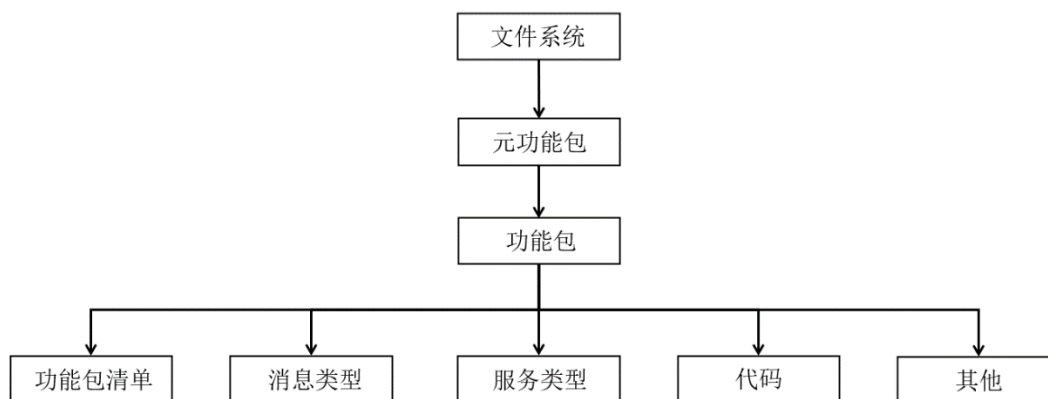 文件系统
元功能包
功能包
功能包清单
消息类型
服务类型
代码
其他